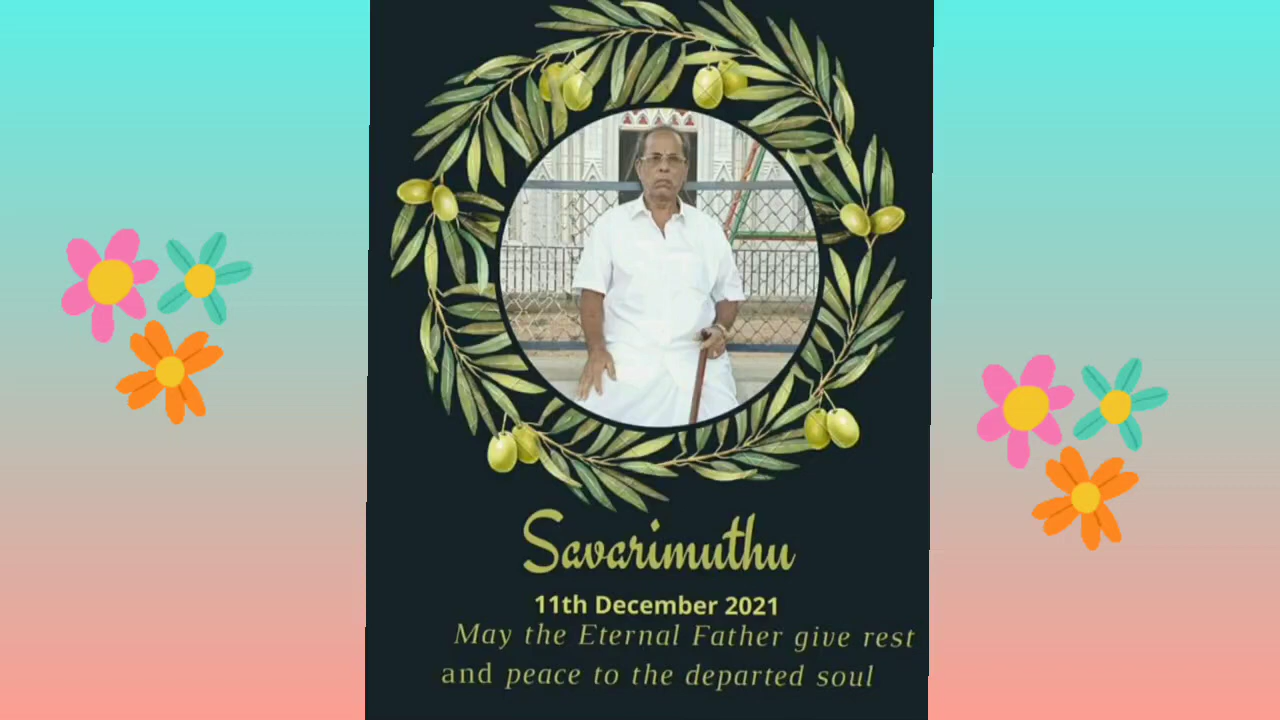 Savarimuthu
11th December 2021
May the Eternal Father give rest
and peace to the departed soul